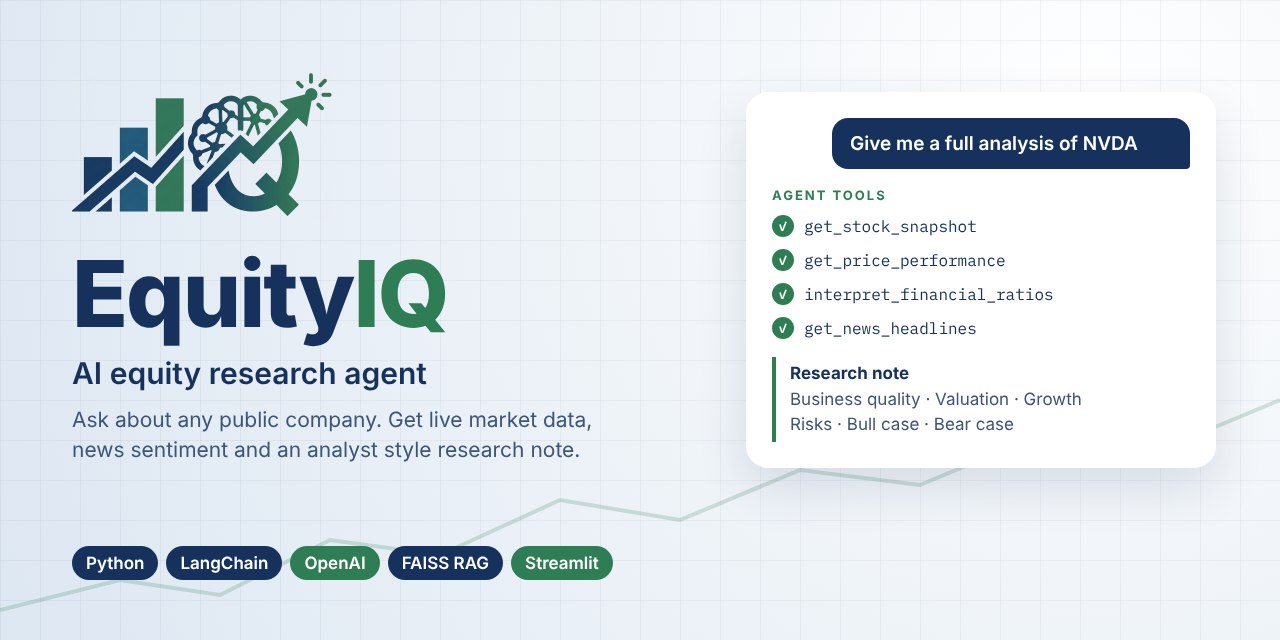 IQ
EquityIQ
AI equity research agent
Ask about any public company. Get live market data,
news sentiment and an analyst style research note.
Python
LangChain
OpenAI
FAISS RAG
Streamlit
Give me a full analysis of NVDA
AGENT TOOLS
get_stock_snapshot
get_price_performance
interpret_financial_ratios
get_news_headlines
Research note
Business quality · Valuation · Growth
Risks · Bull case · Bear case